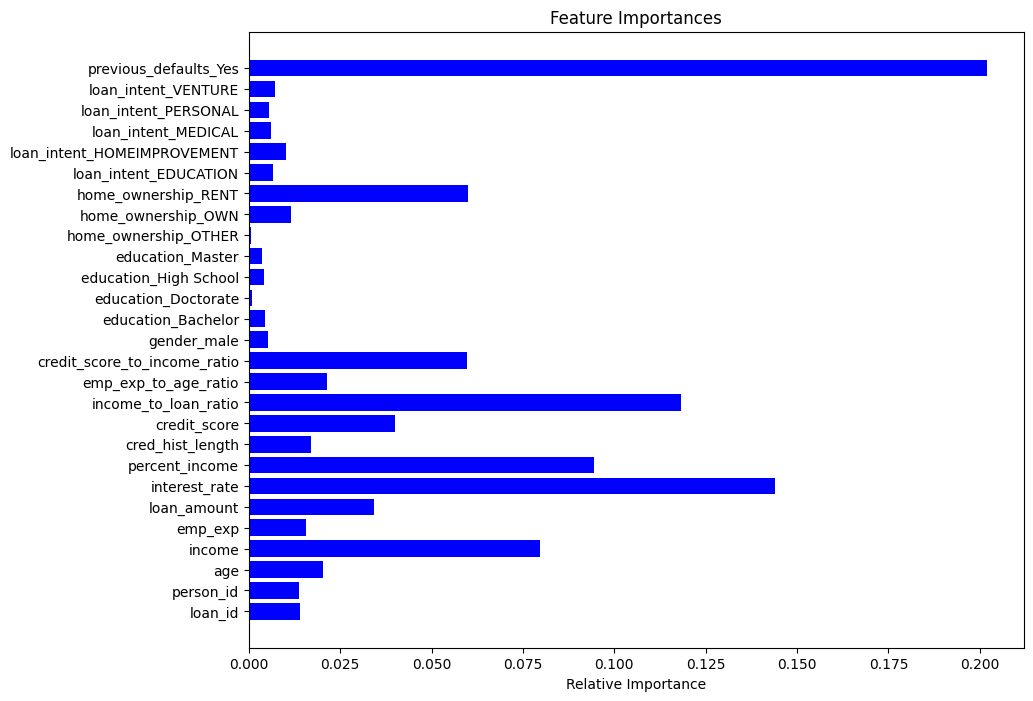 Feature Importances
previous_defaults_Yes
loan_intent_VENTURE
loan_intent_PERSONAL
loan_intent_MEDICAL
loan_intent_HOMEIMPROVEMENT
loan_intent_EDUCATION
home_ownership_RENT
home_ownership_OWN
home_ownership_OTHER
education_Master
education_High School
education_Doctorate
education_Bachelor
gender_male
credit_score_to_income_ratio
emp_exp_to_age_ratio
income_to_loan_ratio
credit_score
cred_hist_length
percent_income
interest_rate
loan_amount
emp_exp
income
age
person_id
loan_id
0.000 0.025 0.050 0.075 0.100 0.125 0.150 0.175 0.200
Relative Importance